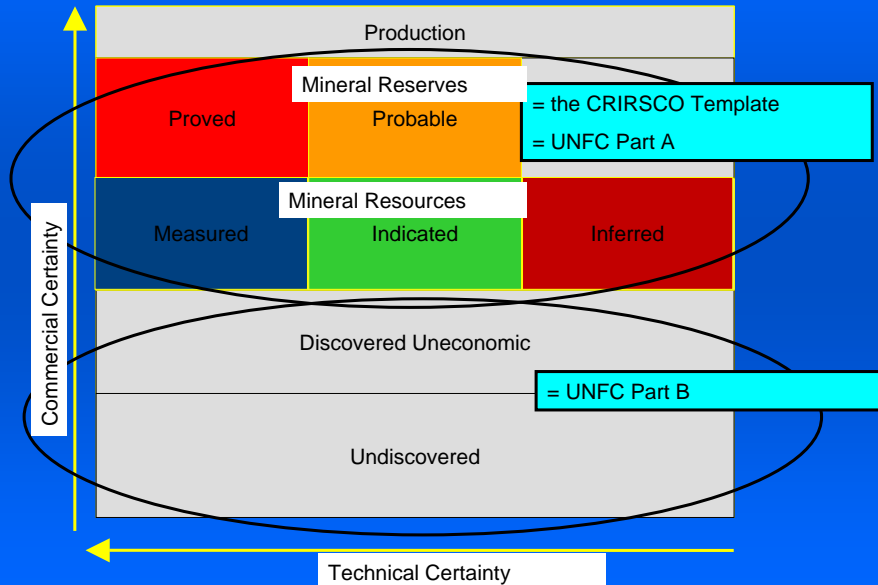 Production
Mineral Reserves
Proved
Probable
= the CRIRSCO Template
= UNFC Part A
Mineral Resources
Measured
Indicated
Inferred
Commercial Certainty
Discovered Uneconomic
= UNFC Part B
Undiscovered
Technical Certainty